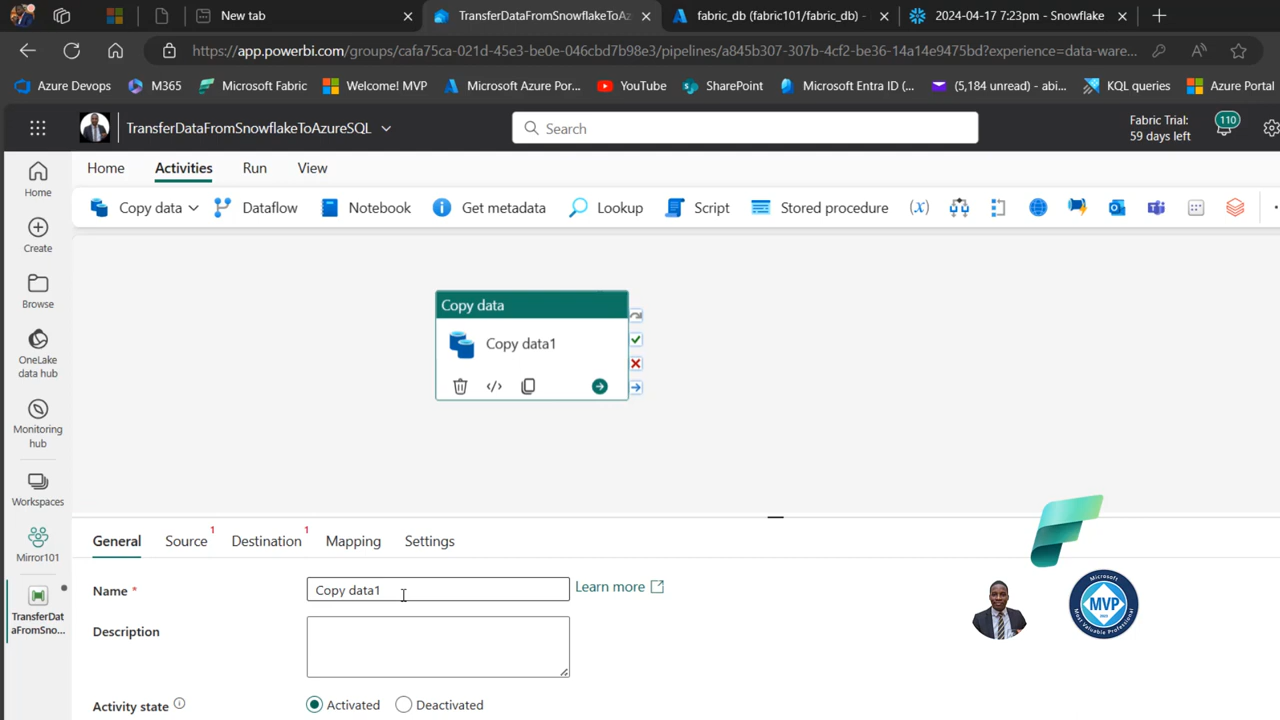 New tab
TransferDataFromSnowflakeToAz
fabric_db (fabric101/fabric_db) -
2024-04-17 7:23pm - Snowflake
https://app.powerbi.com/groups/cafa75ca-021d-45e3-be0e-046cbd7b98e3/pipelines/a845b307-307b-4cf2-be36-14a14e9475bd?experience=data-ware...
Azure Devops
M365
Microsoft Fabric
Welcome! MVP
Microsoft Azure Por...
YouTube
SharePoint
Microsoft Entra ID (...
(5,184 unread) - abi...
KQL queries
Azure Portal
TransferDataFromSnowflakeToAzureSQL
Search
Fabric Trial:
59 days left
110
Home
Activities
Run
View
Copy data
Dataflow
Notebook
Get metadata
Lookup
Script
Stored procedure
(x)
Home
Create
Browse
OneLake
data hub
Monitoring
hub
Workspaces
Mirror101
TransferDat
aFromSno...
Copy data
Copy data1
General
Source 1
Destination 1
Mapping
Settings
Name *
Copy data1
Learn more
Description
Activity state
Activated
Deactivated
Microsoft
MVP
Most Valuable Professional